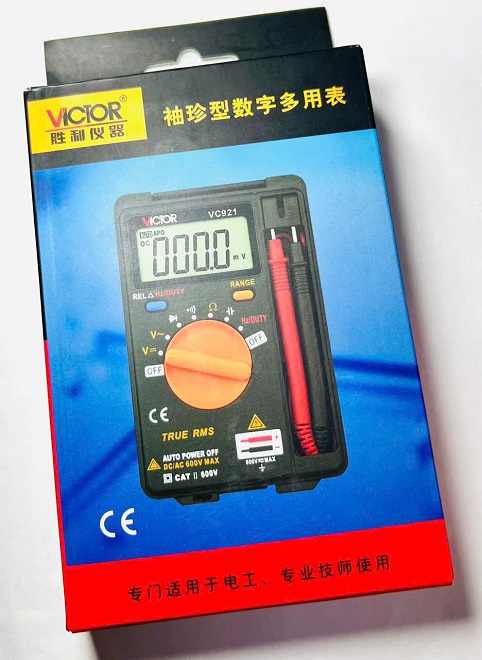 VICTOR®
胜利仪器
袖珍型数字多用表
VICTOR
VC921
AUTO APO
DC
000.0 mV
REL△ Hz/DUTY
RANGE
Ω
Hz/DUTY
V~
V⎓
OFF
OFF
CE
TRUE RMS
AUTO POWER OFF
DC/AC 600V MAX
CAT II 600V
600V⎓MAX
CE
专门适用于电工、专业技师使用